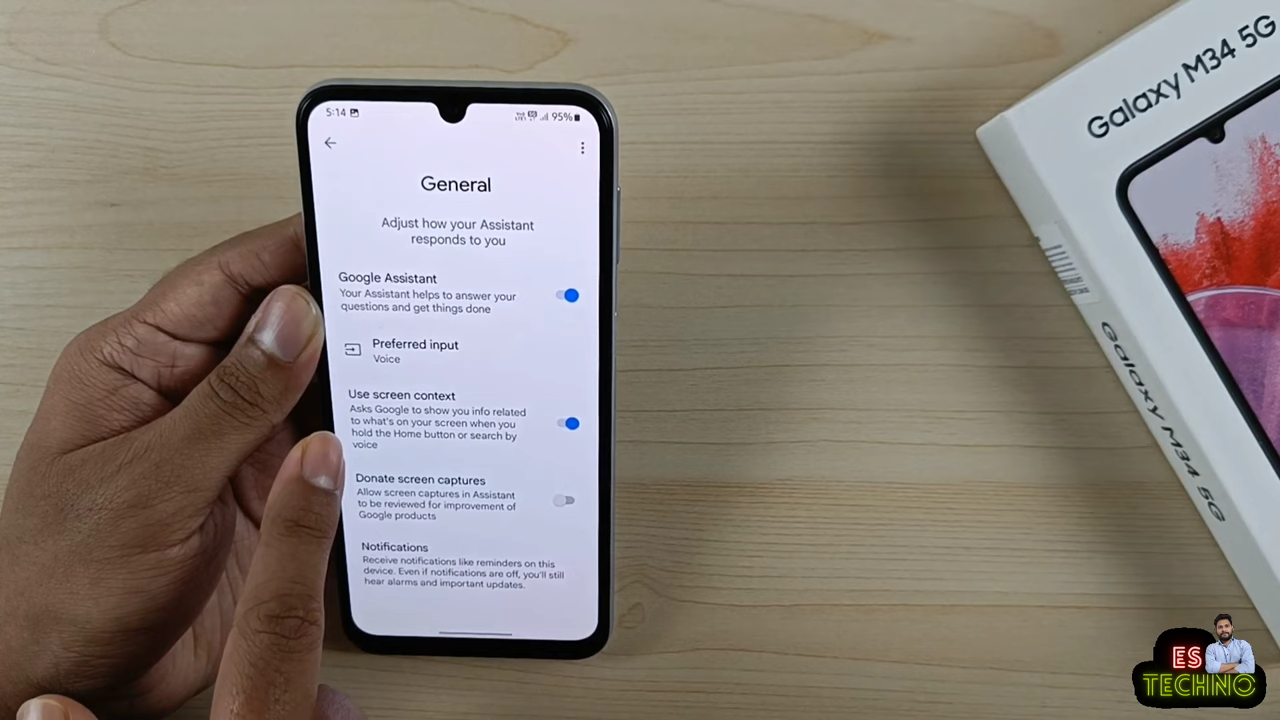 5:14
95%
General
Adjust how your Assistant
responds to you
Google Assistant
Your Assistant helps to answer your
questions and get things done
Preferred input
Voice
Use screen context
Asks Google to show you info related
to what's on your screen when you
hold the Home button or search by
voice
Donate screen captures
Allow screen captures in Assistant
to be reviewed for improvement of
Google products
Notifications
Receive notifications like reminders on this
device. Even if notifications are off, you'll still
hear alarms and important updates.
Galaxy M34 5G
Galaxy M34 5G
ES
TECHNO